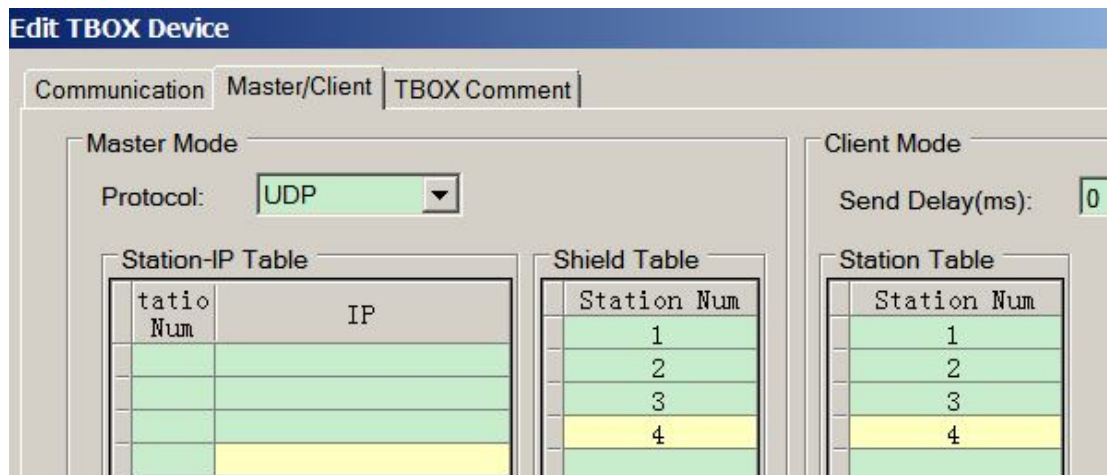 Edit TBOX Device
Communication Master/Client TBOX Comment
Master Mode
Client Mode
Protocol: UDP
Send Delay(ms): 0
Station-IP Table
Shield Table
Station Table
tatio Num IP
Station Num
Station Num
1 1
2 2
3 3
4 4